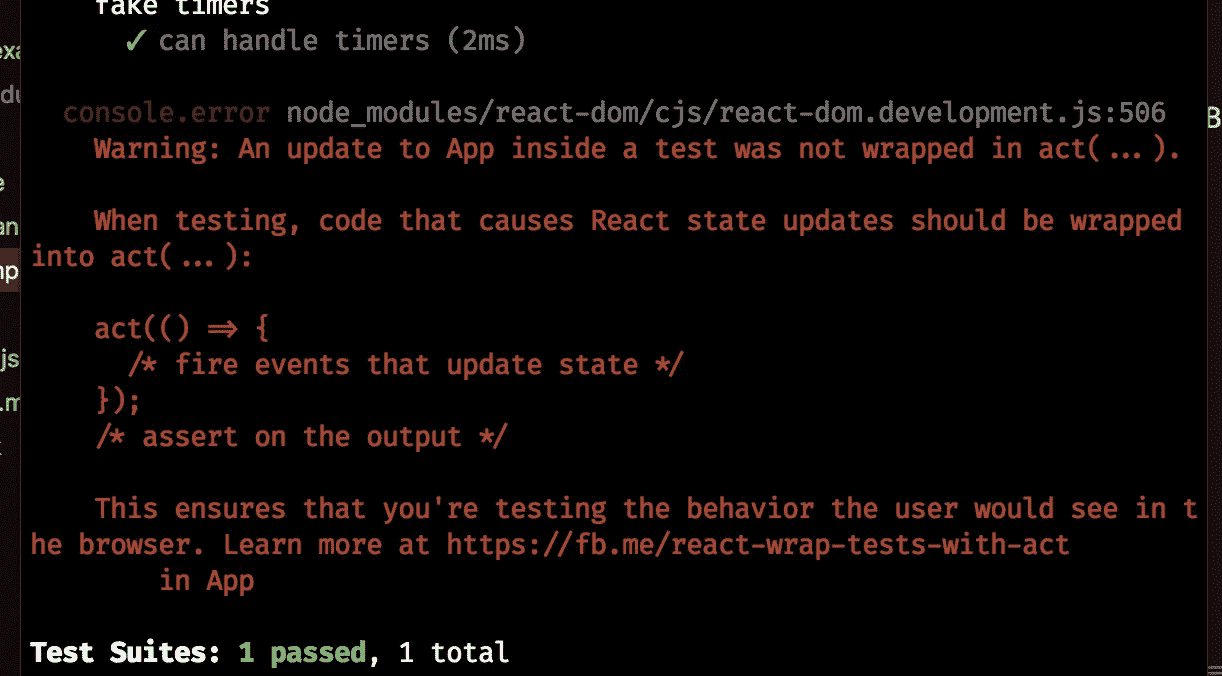 fake timers
✓ can handle timers (2ms)
console.error node_modules/react-dom/cjs/react-dom.development.js:506
Warning: An update to App inside a test was not wrapped in act(...).
When testing, code that causes React state updates should be wrapped
into act(...):
act(() => {
/* fire events that update state */
});
/* assert on the output */
This ensures that you're testing the behavior the user would see in t
he browser. Learn more at https://fb.me/react-wrap-tests-with-act
in App
Test Suites: 1 passed, 1 total